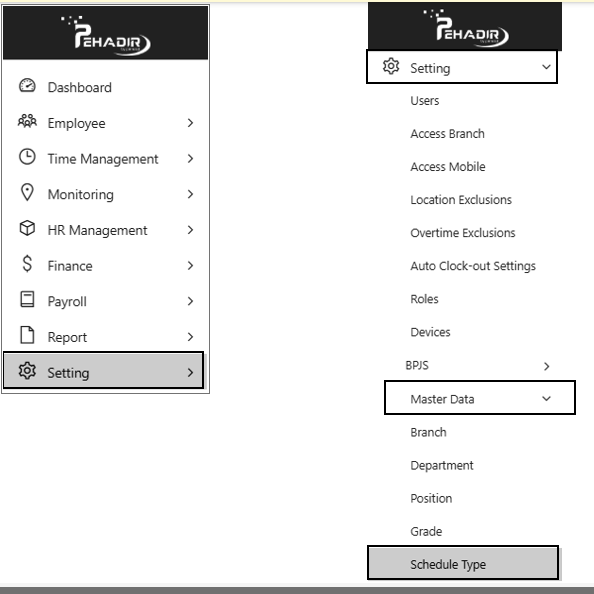 PEHADIR
Dashboard
Employee
Time Management
Monitoring
HR Management
Finance
Payroll
Report
Setting
PEHADIR
Setting
Users
Access Branch
Access Mobile
Location Exclusions
Overtime Exclusions
Auto Clock-out Settings
Roles
Devices
BPJS
Master Data
Branch
Department
Position
Grade
Schedule Type